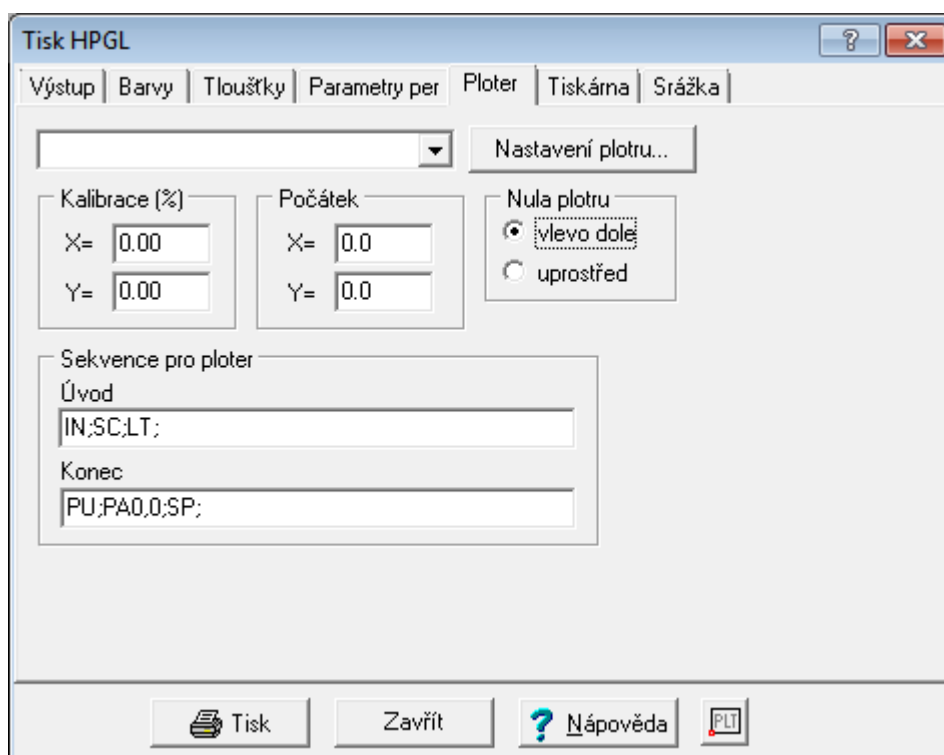 Tisk HPGL
Výstup Barvy Tloušťky Parametry per Ploter Tiskárna Srážka
Nastavení plotru...
Kalibrace (%) Počátek Nula plotru
X= 0.00 X= 0.0 vlevo dole
Y= 0.00 Y= 0.0 uprostřed
Sekvence pro ploter
Úvod
IN;SC;LT;
Konec
PU;PA0,0;SP;
Tisk Zavřít ? Nápověda PLT